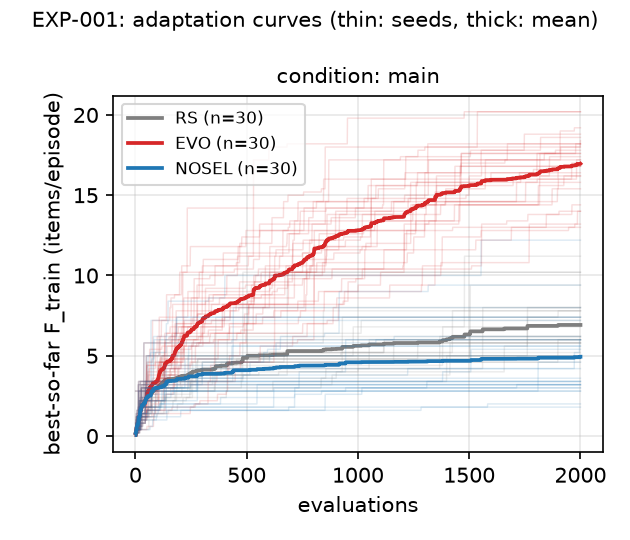 EXP-001: adaptation curves (thin: seeds, thick: mean)
condition: main
RS (n=30)
EVO (n=30)
NOSEL (n=30)
best-so-far F_train (items/episode)
20
15
10
5
0
0 500 1000 1500 2000
evaluations